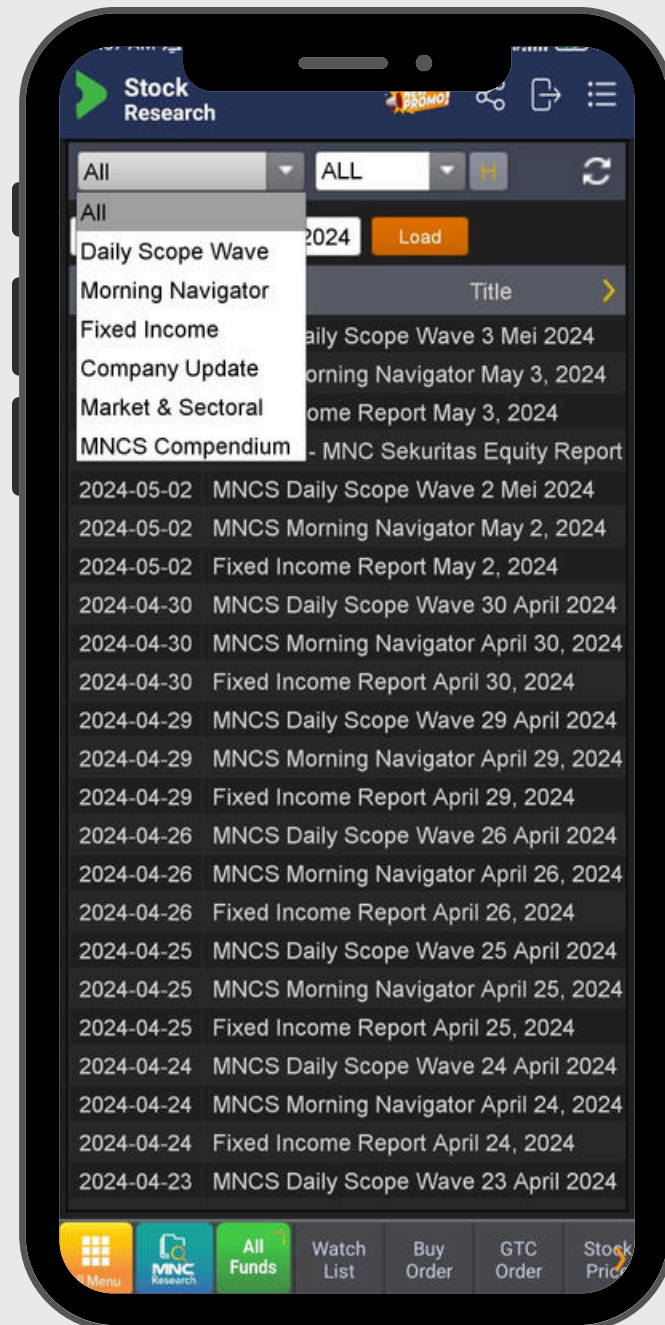 Stock
Research
PROMO!
All
ALL
H
All
Daily Scope Wave
Morning Navigator
Fixed Income
Company Update
Market & Sectoral
MNCS Compendium
2024
Load
Title
aily Scope Wave 3 Mei 2024
orning Navigator May 3, 2024
ome Report May 3, 2024
- MNC Sekuritas Equity Report
2024-05-02 MNCS Daily Scope Wave 2 Mei 2024
2024-05-02 MNCS Morning Navigator May 2, 2024
2024-05-02 Fixed Income Report May 2, 2024
2024-04-30 MNCS Daily Scope Wave 30 April 2024
2024-04-30 MNCS Morning Navigator April 30, 2024
2024-04-30 Fixed Income Report April 30, 2024
2024-04-29 MNCS Daily Scope Wave 29 April 2024
2024-04-29 MNCS Morning Navigator April 29, 2024
2024-04-29 Fixed Income Report April 29, 2024
2024-04-26 MNCS Daily Scope Wave 26 April 2024
2024-04-26 MNCS Morning Navigator April 26, 2024
2024-04-26 Fixed Income Report April 26, 2024
2024-04-25 MNCS Daily Scope Wave 25 April 2024
2024-04-25 MNCS Morning Navigator April 25, 2024
2024-04-25 Fixed Income Report April 25, 2024
2024-04-24 MNCS Daily Scope Wave 24 April 2024
2024-04-24 MNCS Morning Navigator April 24, 2024
2024-04-24 Fixed Income Report April 24, 2024
2024-04-23 MNCS Daily Scope Wave 23 April 2024
Menu
MNC
Research
All
Funds
Watch
List
Buy
Order
GTC
Order
Stock
Price